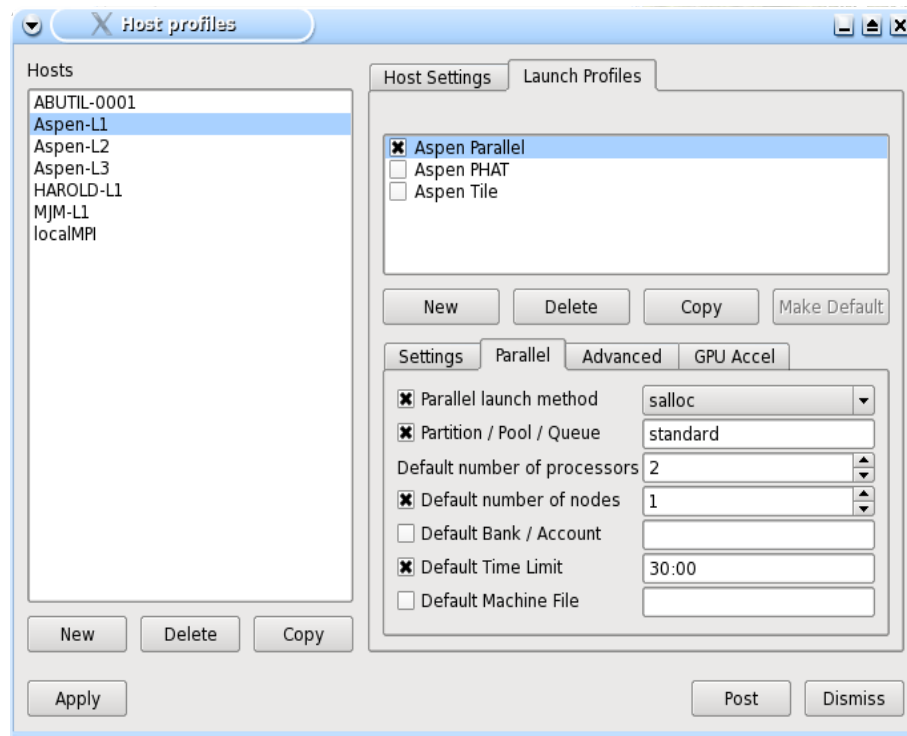 Host profiles
Hosts
ABUTIL-0001
Aspen-L1
Aspen-L2
Aspen-L3
HAROLD-L1
MJM-L1
localMPI
New Delete Copy
Host Settings Launch Profiles
Aspen Parallel
Aspen PHAT
Aspen Tile
New Delete Copy Make Default
Settings Parallel Advanced GPU Accel
Parallel launch method salloc
Partition / Pool / Queue standard
Default number of processors 2
Default number of nodes 1
Default Bank / Account
Default Time Limit 30:00
Default Machine File
Apply Post Dismiss